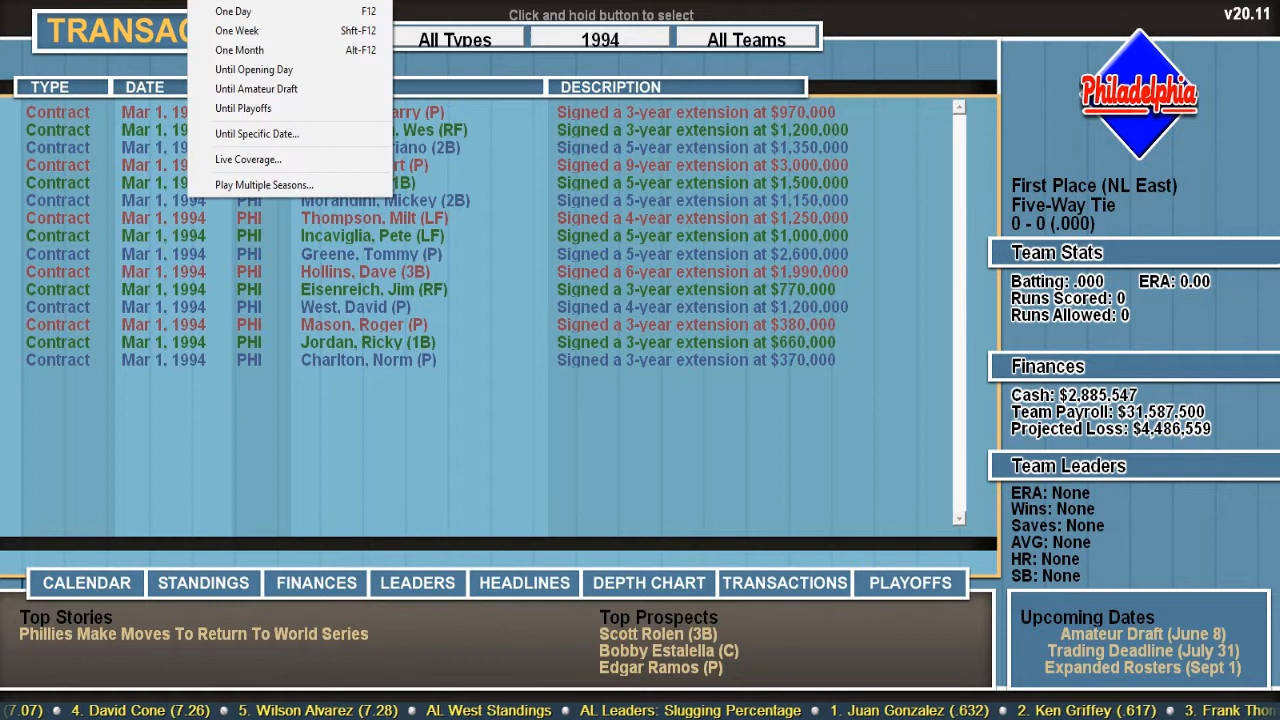 One Day F12
One Week Shft-F12
One Month Alt-F12
Until Opening Day
Until Amateur Draft
Until Playoffs
Until Specific Date...
Live Coverage...
Play Multiple Seasons...
Click and hold button to select
v20.11
All Types 1994 All Teams
TYPE DATE DESCRIPTION
Contract Mar 1, 19 (P) Signed a 3-year extension at $970,000
Contract Mar 1, 19 Wes (RF) Signed a 3-year extension at $1,200,000
Contract Mar 1, 19 (2B) Signed a 5-year extension at $1,350,000
Contract Mar 1, 19 (P) Signed a 9-year extension at $3,000,000
Contract Mar 1, 19 Signed a 5-year extension at $1,500,000
Contract Mar 1, 1994 PHI Morandini, Mickey (2B) Signed a 5-year extension at $1,150,000
Contract Mar 1, 1994 PHI Thompson, Milt (LF) Signed a 4-year extension at $1,250,000
Contract Mar 1, 1994 PHI Incaviglia, Pete (LF) Signed a 5-year extension at $1,000,000
Contract Mar 1, 1994 PHI Greene, Tommy (P) Signed a 5-year extension at $2,600,000
Contract Mar 1, 1994 PHI Hollins, Dave (3B) Signed a 6-year extension at $1,990,000
Contract Mar 1, 1994 PHI Eisenreich, Jim (RF) Signed a 3-year extension at $770,000
Contract Mar 1, 1994 PHI West, David (P) Signed a 4-year extension at $1,200,000
Contract Mar 1, 1994 PHI Mason, Roger (P) Signed a 3-year extension at $380,000
Contract Mar 1, 1994 PHI Jordan, Ricky (1B) Signed a 3-year extension at $660,000
Contract Mar 1, 1994 PHI Charlton, Norm (P) Signed a 3-year extension at $370,000
Philadelphia
First Place (NL East)
Five-Way Tie
0 - 0 (.000)
Team Stats
Batting: .000 ERA: 0.00
Runs Scored: 0
Runs Allowed: 0
Finances
Cash: $2,885,547
Team Payroll: $31,587,500
Projected Loss: $4,486,559
Team Leaders
ERA: None
Wins: None
Saves: None
AVG: None
HR: None
SB: None
CALENDAR STANDINGS FINANCES LEADERS HEADLINES DEPTH CHART TRANSACTIONS PLAYOFFS
Top Stories
Phillies Make Moves To Return To World Series
Top Prospects
Scott Rolen (3B)
Bobby Estalella (C)
Edgar Ramos (P)
Upcoming Dates
Amateur Draft (June 8)
Trading Deadline (July 31)
Expanded Rosters (Sept 1)
(7.07) 4. David Cone (7.26) 5. Wilson Alvarez (7.28) AL West Standings AL Leaders: Slugging Percentage 1. Juan Gonzalez (.632) 2. Ken Griffey (.617) 3. Frank